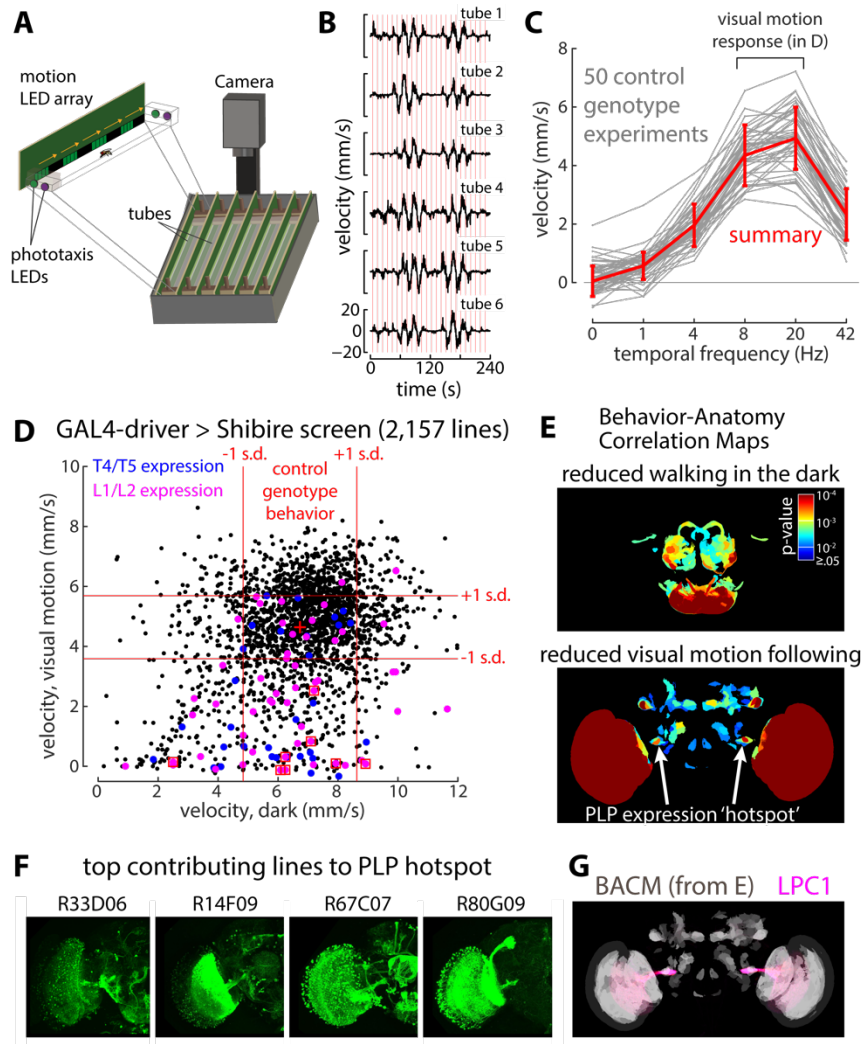 A
motion
LED array
Camera
tubes
phototaxis
LEDs
B
tube 1
tube 2
tube 3
tube 4
tube 5
tube 6
velocity (mm/s)
20
0
−20
0
120
240
time (s)
C
visual motion
response (in D)
8
6
4
2
0
velocity (mm/s)
50 control
genotype
experiments
summary
0 1 4 8 20 42
temporal frequency (Hz)
D GAL4-driver > Shibire screen (2,157 lines)
-1 s.d.
+1 s.d.
T4/T5 expression
L1/L2 expression
control
genotype
behavior
+1 s.d.
-1 s.d.
10
8
6
4
2
0
velocity, visual motion (mm/s)
0 2 4 6 8 10 12
velocity, dark (mm/s)
E
Behavior-Anatomy
Correlation Maps
reduced walking in the dark
p-value
10-4
10-3
10-2
≥.05
reduced visual motion following
PLP expression ‘hotspot’
F top contributing lines to PLP hotspot
R33D06 R14F09 R67C07 R80G09
G
BACM (from E) LPC1